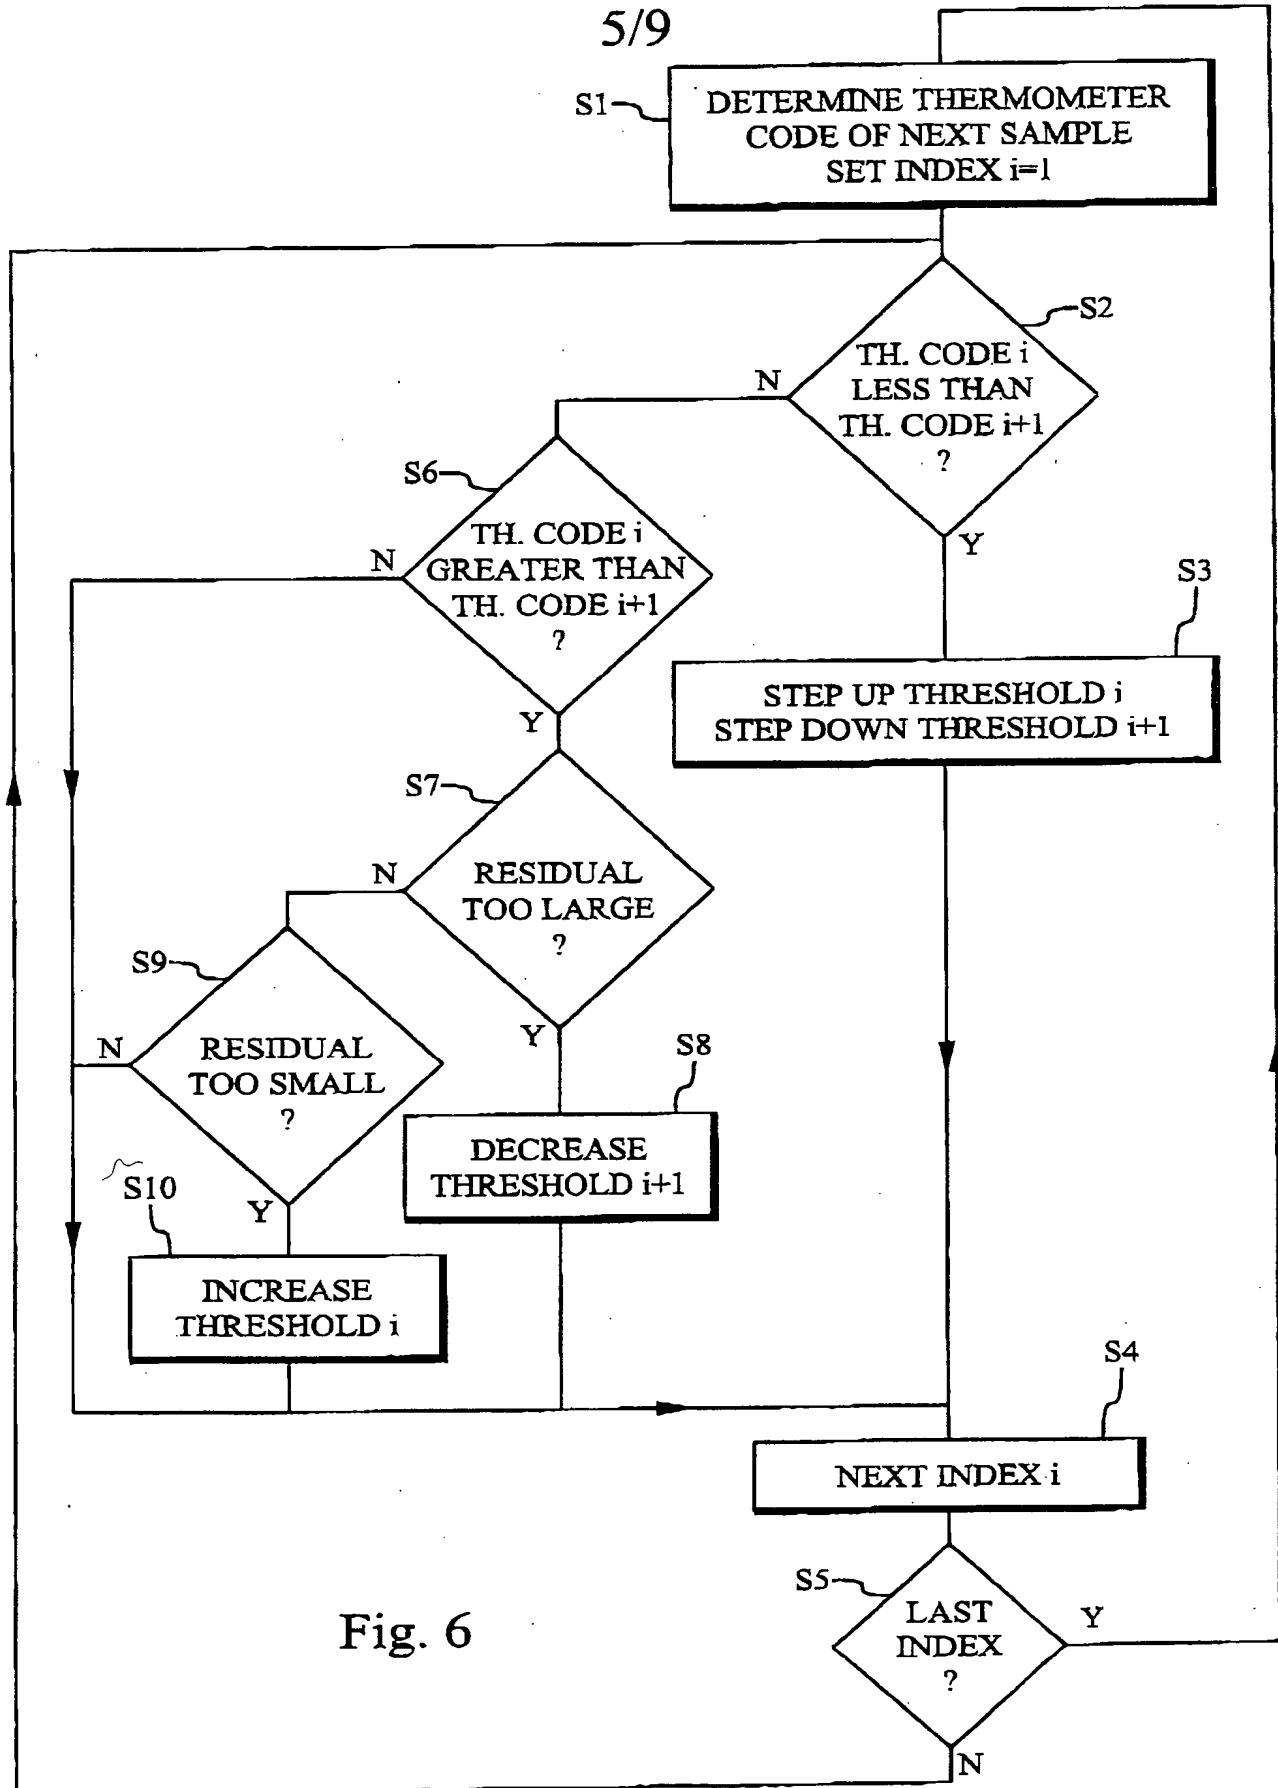 5/9
S1
DETERMINE THERMOMETER
CODE OF NEXT SAMPLE
SET INDEX i=1
S2
TH. CODE i
LESS THAN
TH. CODE i+1
?
N
Y
S6
TH. CODE i
GREATER THAN
TH. CODE i+1
?
N
Y
S3
STEP UP THRESHOLD i
STEP DOWN THRESHOLD i+1
S7
RESIDUAL
TOO LARGE
?
N
Y
S9
RESIDUAL
TOO SMALL
?
N
Y
S8
DECREASE
THRESHOLD i+1
S10
INCREASE
THRESHOLD i
S4
NEXT INDEX i
S5
LAST
INDEX
?
Y
N
Fig. 6